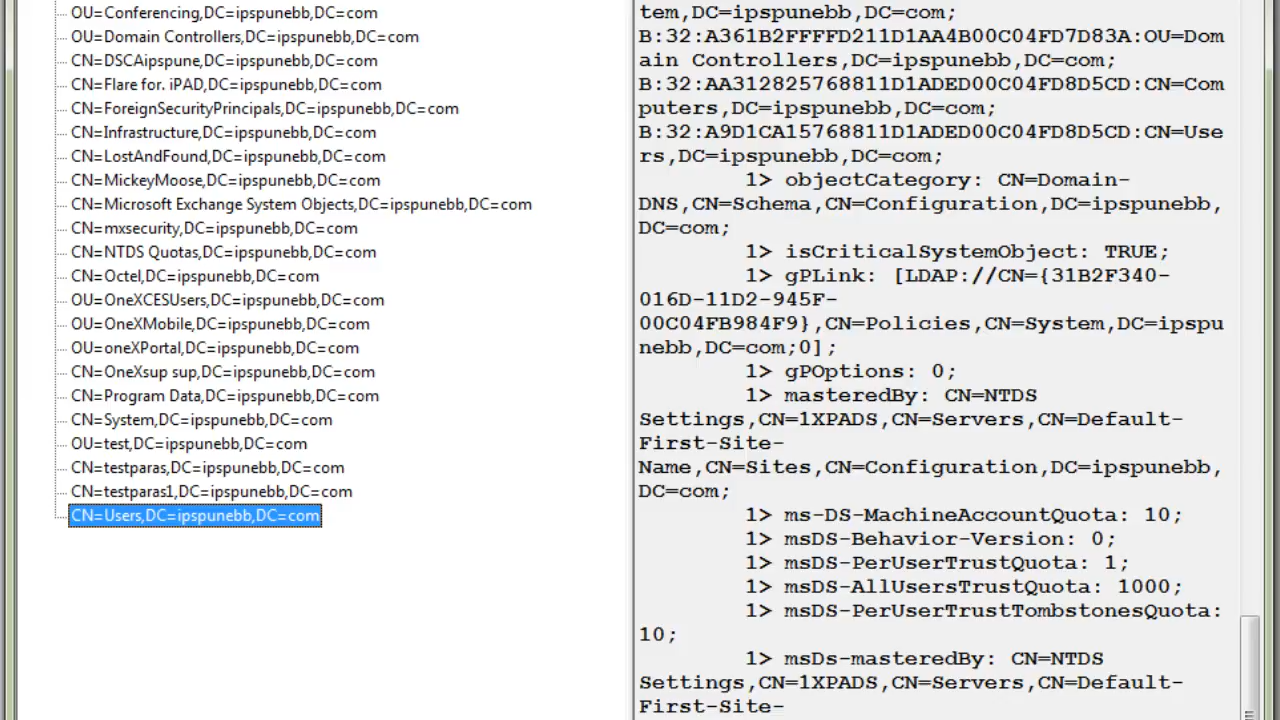 OU=Conferencing,DC=ipspunebb,DC=com
OU=Domain Controllers,DC=ipspunebb,DC=com
CN=DSCAipspune,DC=ipspunebb,DC=com
CN=Flare for. iPAD,DC=ipspunebb,DC=com
CN=ForeignSecurityPrincipals,DC=ipspunebb,DC=com
CN=Infrastructure,DC=ipspunebb,DC=com
CN=LostAndFound,DC=ipspunebb,DC=com
CN=MickeyMoose,DC=ipspunebb,DC=com
CN=Microsoft Exchange System Objects,DC=ipspunebb,DC=com
CN=mxsecurity,DC=ipspunebb,DC=com
CN=NTDS Quotas,DC=ipspunebb,DC=com
CN=Octel,DC=ipspunebb,DC=com
OU=OneXCESUsers,DC=ipspunebb,DC=com
OU=OneXMobile,DC=ipspunebb,DC=com
OU=oneXPortal,DC=ipspunebb,DC=com
CN=OneXsup sup,DC=ipspunebb,DC=com
CN=Program Data,DC=ipspunebb,DC=com
CN=System,DC=ipspunebb,DC=com
OU=test,DC=ipspunebb,DC=com
CN=testparas,DC=ipspunebb,DC=com
CN=testparas1,DC=ipspunebb,DC=com
CN=Users,DC=ipspunebb,DC=com
tem,DC=ipspunebb,DC=com;
B:32:A361B2FFFFD211D1AA4B00C04FD7D83A:OU=Dom
ain Controllers,DC=ipspunebb,DC=com;
B:32:AA312825768811D1ADED00C04FD8D5CD:CN=Com
puters,DC=ipspunebb,DC=com;
B:32:A9D1CA15768811D1ADED00C04FD8D5CD:CN=Use
rs,DC=ipspunebb,DC=com;
1> objectCategory: CN=Domain-
DNS,CN=Schema,CN=Configuration,DC=ipspunebb,
DC=com;
1> isCriticalSystemObject: TRUE;
1> gPLink: [LDAP://CN={31B2F340-
016D-11D2-945F-
00C04FB984F9},CN=Policies,CN=System,DC=ipspu
nebb,DC=com;0];
1> gPOptions: 0;
1> masteredBy: CN=NTDS
Settings,CN=1XPADS,CN=Servers,CN=Default-
First-Site-
Name,CN=Sites,CN=Configuration,DC=ipspunebb,
DC=com;
1> ms-DS-MachineAccountQuota: 10;
1> msDS-Behavior-Version: 0;
1> msDS-PerUserTrustQuota: 1;
1> msDS-AllUsersTrustQuota: 1000;
1> msDS-PerUserTrustTombstonesQuota:
10;
1> msDs-masteredBy: CN=NTDS
Settings,CN=1XPADS,CN=Servers,CN=Default-
First-Site-